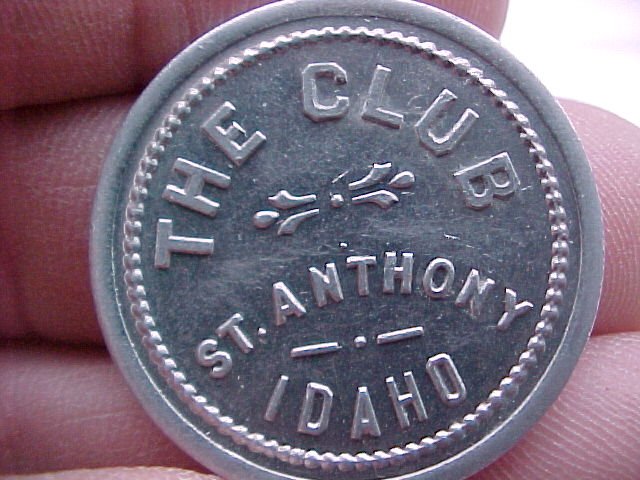 THE CLUB
ST. ANTHONY
IDAHO